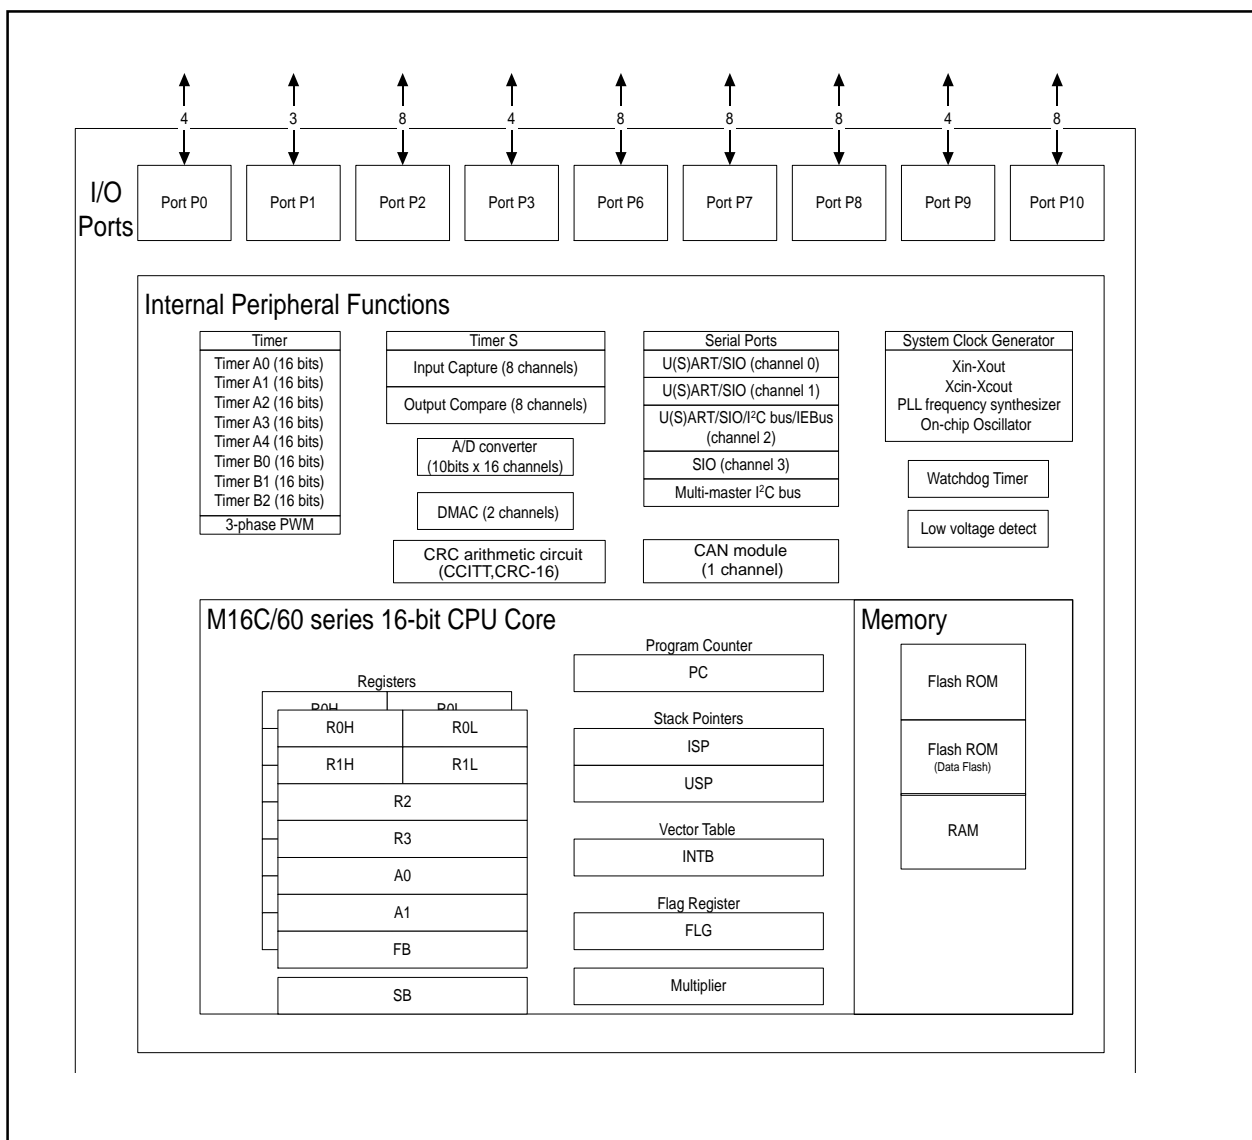 4 3 8 4 8 8 8 4 8
I/O
Ports
Port P0 Port P1 Port P2 Port P3 Port P6 Port P7 Port P8 Port P9 Port P10
Internal Peripheral Functions
Timer
Timer A0 (16 bits)
Timer A1 (16 bits)
Timer A2 (16 bits)
Timer A3 (16 bits)
Timer A4 (16 bits)
Timer B0 (16 bits)
Timer B1 (16 bits)
Timer B2 (16 bits)
3-phase PWM
Timer S
Input Capture (8 channels)
Output Compare (8 channels)
A/D converter
(10bits x 16 channels)
DMAC (2 channels)
CRC arithmetic circuit
(CCITT,CRC-16)
Serial Ports
U(S)ART/SIO (channel 0)
U(S)ART/SIO (channel 1)
U(S)ART/SIO/I²C bus/IEBus
(channel 2)
SIO (channel 3)
Multi-master I²C bus
CAN module
(1 channel)
System Clock Generator
Xin-Xout
Xcin-Xcout
PLL frequency synthesizer
On-chip Oscillator
Watchdog Timer
Low voltage detect
M16C/60 series 16-bit CPU Core
Registers
R0H R0L
R0H R0L
R1H R1L
R2
R3
A0
A1
FB
SB
Program Counter
PC
Stack Pointers
ISP
USP
Vector Table
INTB
Flag Register
FLG
Multiplier
Memory
Flash ROM
Flash ROM
(Data Flash)
RAM